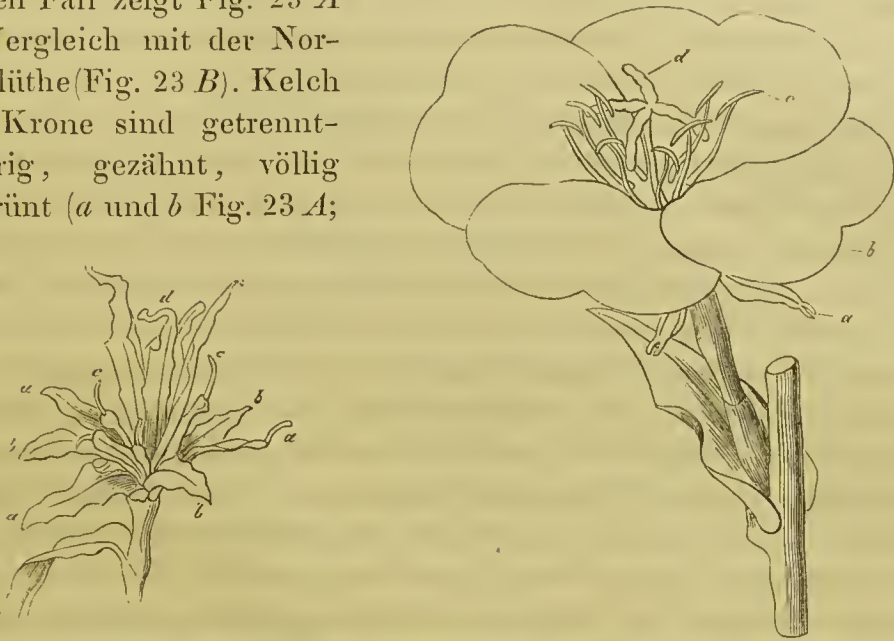 en Fall zeigt Fig. 23 A
Vergleich mit der Nor-
lüthe (Fig. 23 B). Kelch
Krone sind getrennt-
rig, gezähnt, völlig
rünt (a und b Fig. 23 A;
d
c
b
a
d
c
c
a
b
a
b
a
b